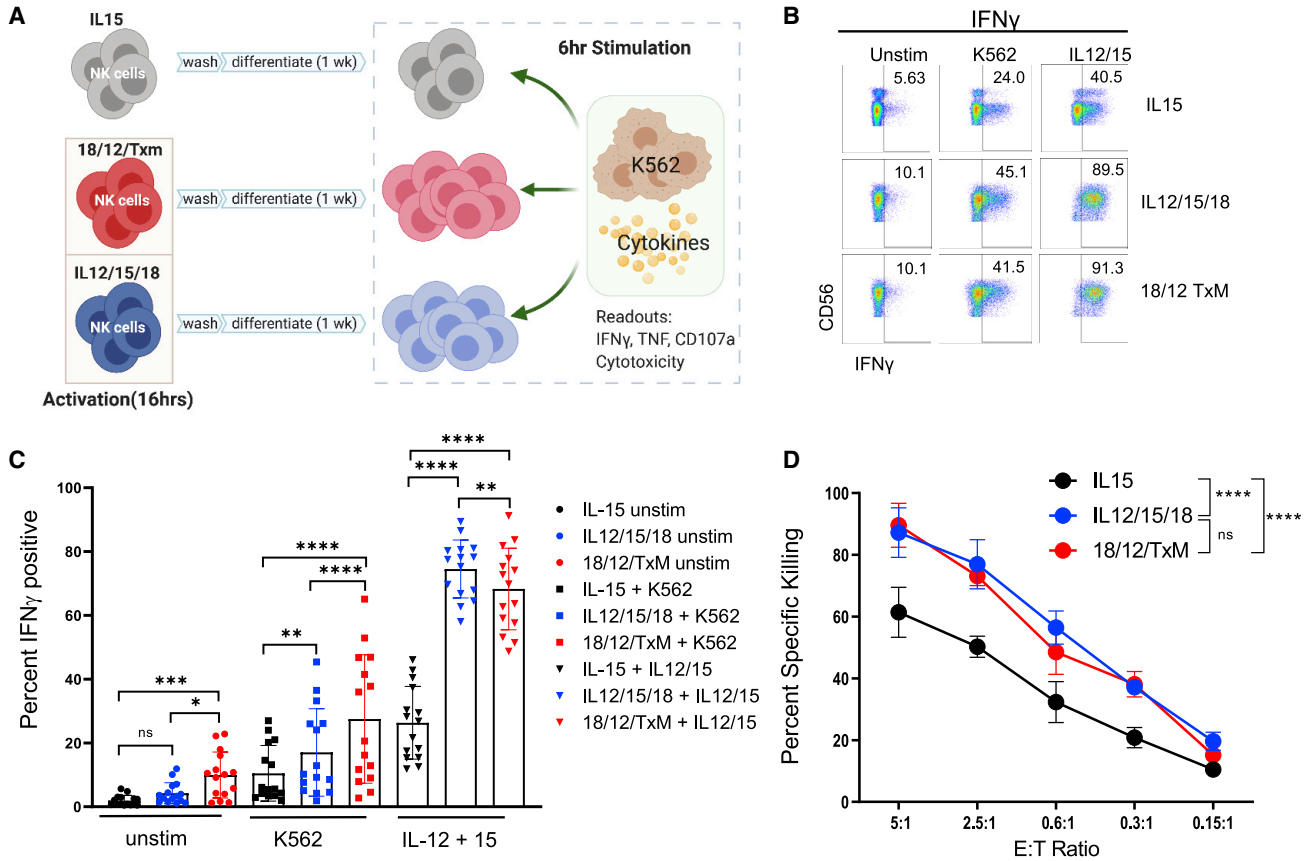 A
IL15
NK cells
wash
differentiate (1 wk)
6hr Stimulation
18/12/Txm
NK cells
wash
differentiate (1 wk)
K562
Cytokines
IL12/15/18
NK cells
wash
differentiate (1 wk)
Readouts:
IFNγ, TNF, CD107a
Cytotoxicity
Activation(16hrs)
B
IFNγ
Unstim K562 IL12/15
5.63 24.0 40.5
IL15
10.1 45.1 89.5
IL12/15/18
10.1 41.5 91.3
18/12 TxM
CD56
IFNγ
C
Percent IFNγ positive
100
80
60
40
20
0
ns
*
***
**
****
****
****
**
****
unstim K562 IL-12 + 15
IL-15 unstim
IL12/15/18 unstim
18/12/TxM unstim
IL-15 + K562
IL12/15/18 + K562
18/12/TxM + K562
IL-15 + IL12/15
IL12/15/18 + IL12/15
18/12/TxM + IL12/15
D
Percent Specific Killing
100
80
60
40
20
0
IL15
IL12/15/18
18/12/TxM
****
ns
****
5:1 2.5:1 0.6:1 0.3:1 0.15:1
E:T Ratio